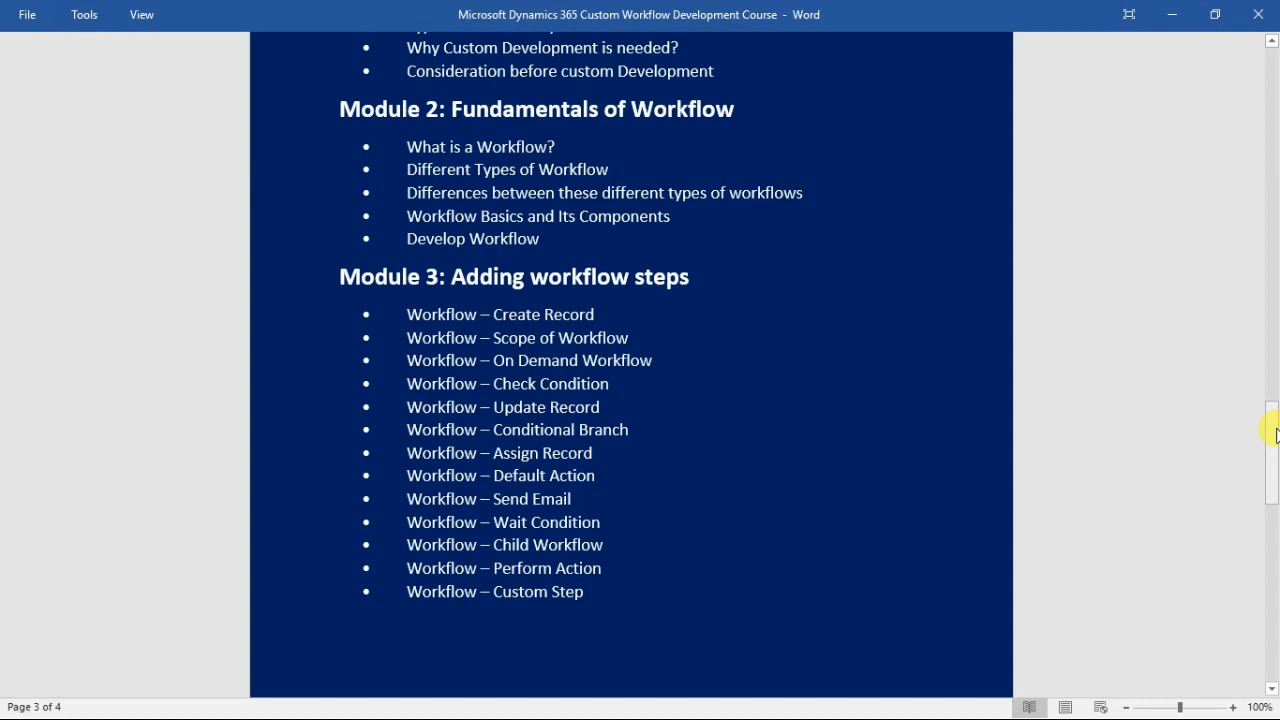 File Tools View Microsoft Dynamics 365 Custom Workflow Development Course - Word
• Why Custom Development is needed?
• Consideration before custom Development
Module 2: Fundamentals of Workflow
• What is a Workflow?
• Different Types of Workflow
• Differences between these different types of workflows
• Workflow Basics and Its Components
• Develop Workflow
Module 3: Adding workflow steps
• Workflow – Create Record
• Workflow – Scope of Workflow
• Workflow – On Demand Workflow
• Workflow – Check Condition
• Workflow – Update Record
• Workflow – Conditional Branch
• Workflow – Assign Record
• Workflow – Default Action
• Workflow – Send Email
• Workflow – Wait Condition
• Workflow – Child Workflow
• Workflow – Perform Action
• Workflow – Custom Step
Page 3 of 4 100%